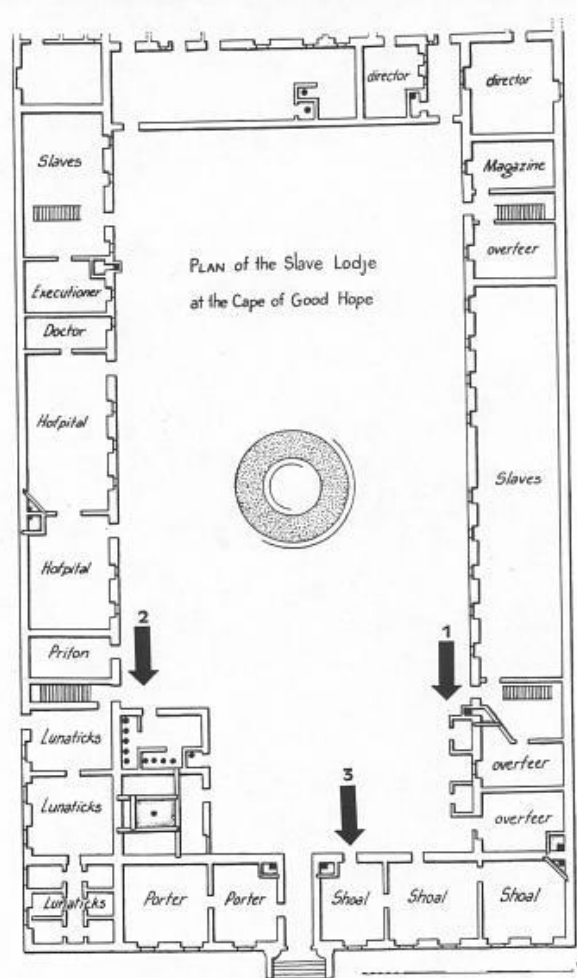 director
director
Slaves
Magazine
overfeer
PLAN of the Slave Lodje
at the Cape of Good Hope
Executioner
Doctor
Hofpital
Slaves
Hofpital
2
1
Priton
Lunaticks
overfeer
Lunaticks
3
overfeer
Lunaticks
Porter
Porter
Shoal
Shoal
Shoal